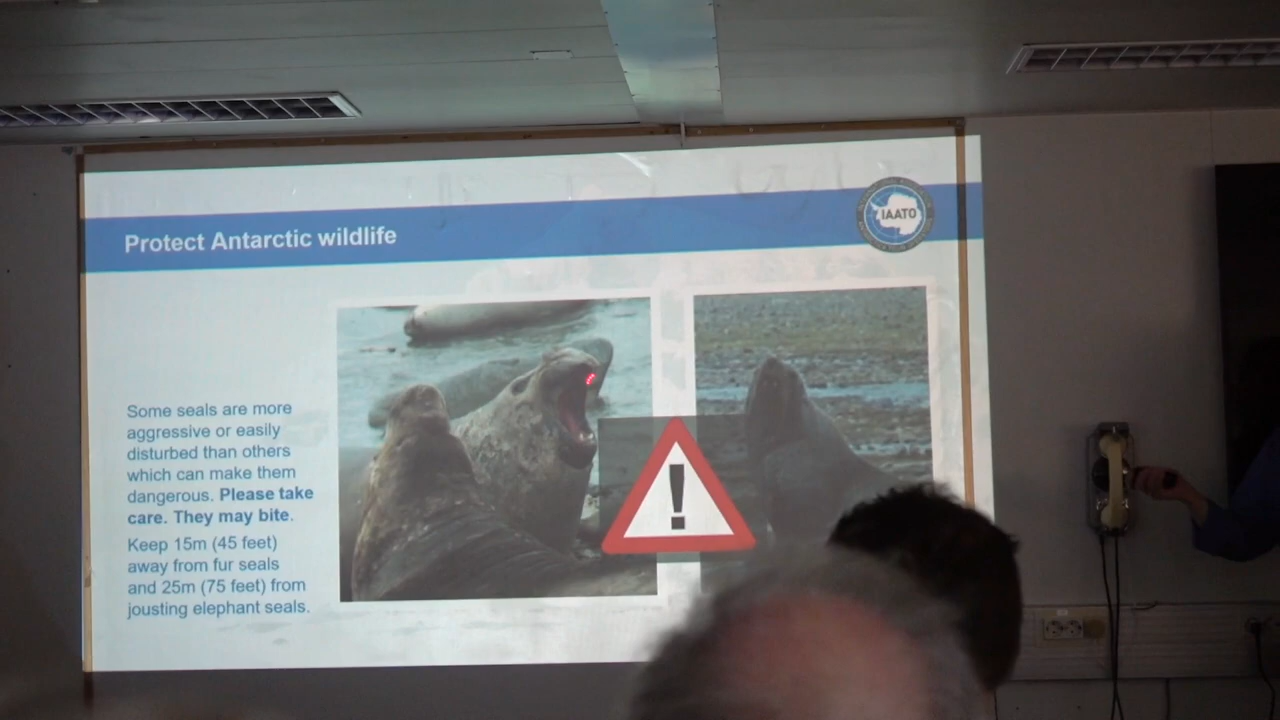 Protect Antarctic wildlife
IAATO
Some seals are more
aggressive or easily
disturbed than others
which can make them
dangerous. Please take
care. They may bite.
Keep 15m (45 feet)
away from fur seals
and 25m (75 feet) from
jousting elephant seals.
!